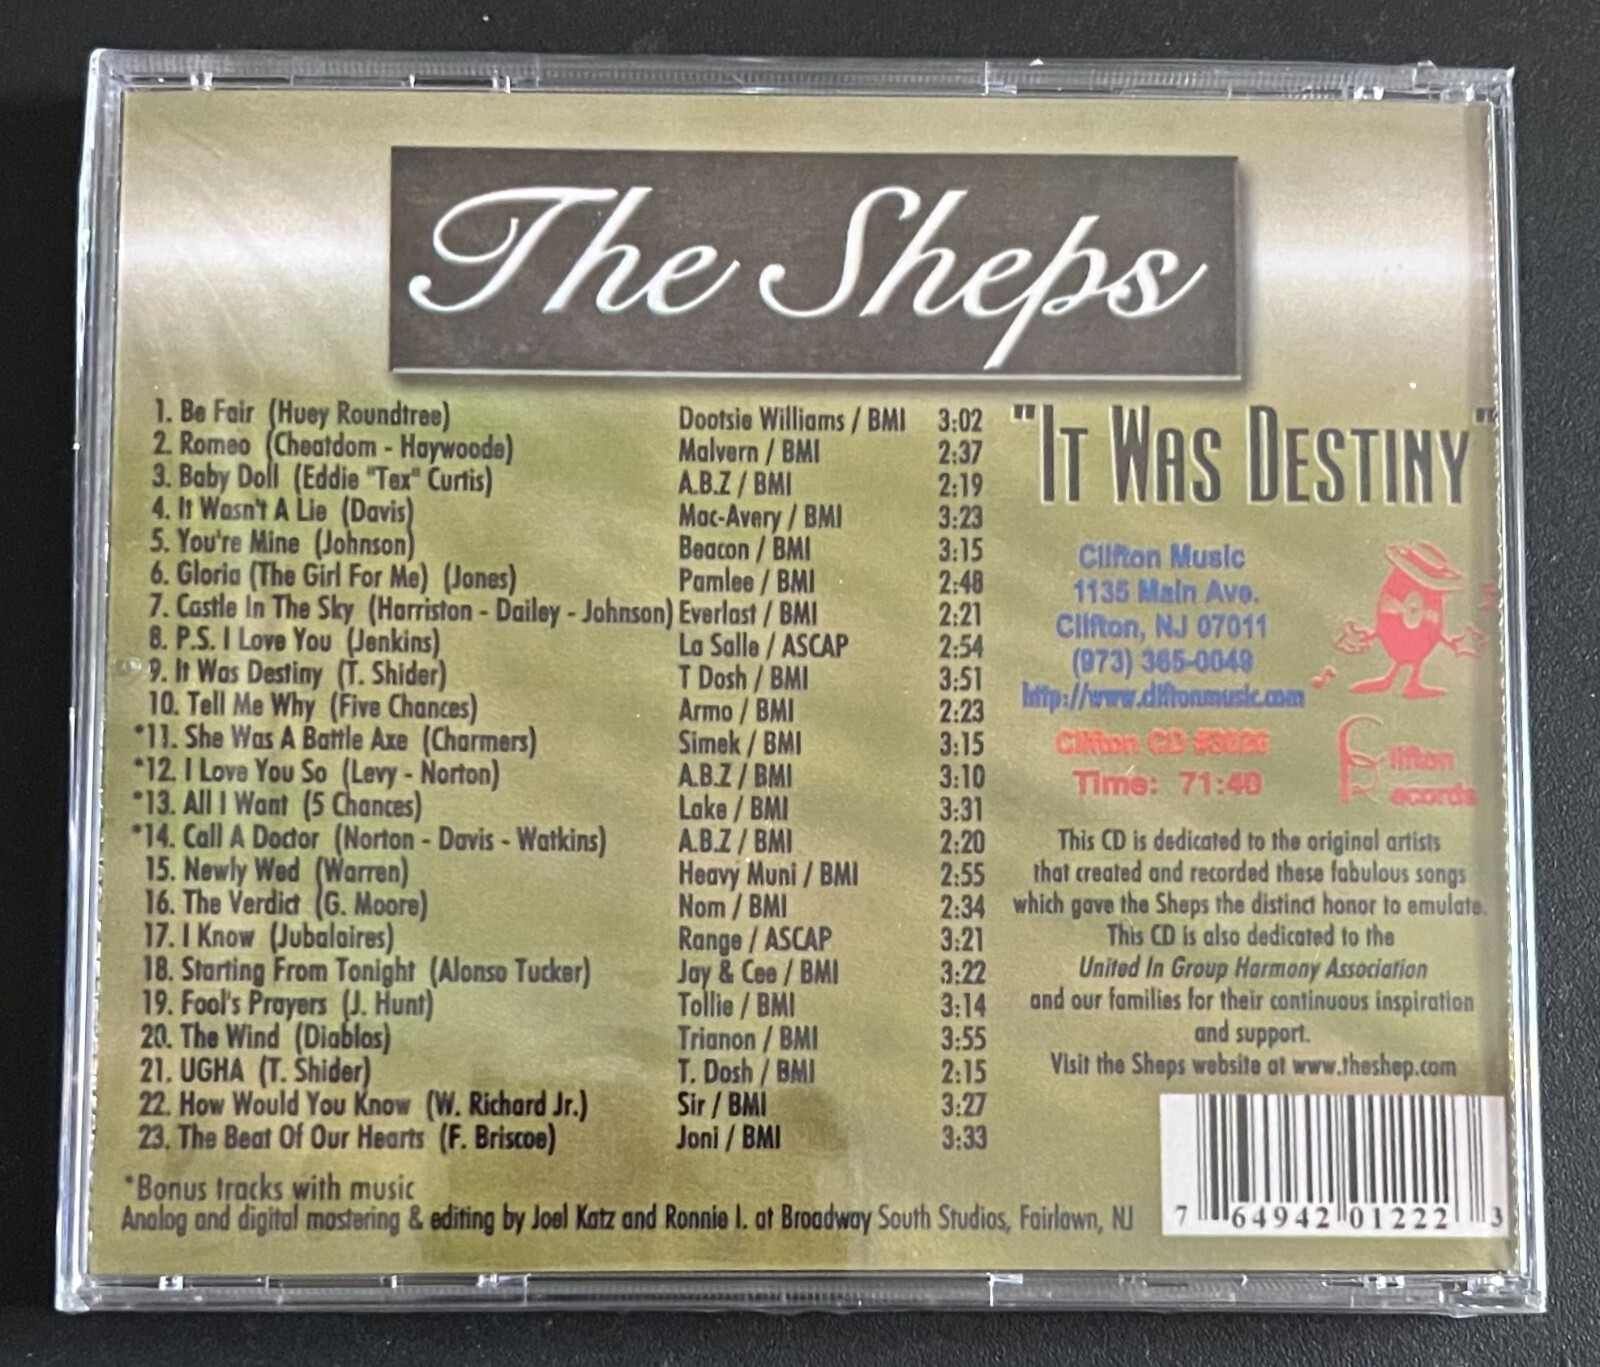 The Sheps
1. Be Fair (Huey Roundtree) Dootsie Williams / BMI 3:02
2. Romeo (Cheatdom - Haywoode) Malvern / BMI 2:37
3. Baby Doll (Eddie "Tex" Curtis) A.B.Z / BMI 2:19
4. It Wasn't A Lie (Davis) Mac-Avery / BMI 3:23
5. You're Mine (Johnson) Beacon / BMI 3:15
6. Gloria (The Girl For Me) (Jones) Pamlee / BMI 2:48
7. Castle In The Sky (Harriston - Dailey - Johnson) Everlast / BMI 2:21
8. P.S. I Love You (Jenkins) La Salle / ASCAP 2:54
9. It Was Destiny (T. Shider) T Dosh / BMI 3:51
10. Tell Me Why (Five Chances) Armo / BMI 2:23
*11. She Was A Battle Axe (Charmers) Simek / BMI 3:15
*12. I Love You So (Levy - Norton) A.B.Z / BMI 3:10
*13. All I Want (5 Chances) Lake / BMI 3:31
*14. Call A Doctor (Norton - Davis - Watkins) A.B.Z / BMI 2:20
15. Newly Wed (Warren) Heavy Muni / BMI 2:55
16. The Verdict (G. Moore) Nom / BMI 2:34
17. I Know (Jubalaires) Range / ASCAP 3:21
18. Starting From Tonight (Alonso Tucker) Jay & Cee / BMI 3:22
19. Fool's Prayers (J. Hunt) Tollie / BMI 3:14
20. The Wind (Diablos) Trianon / BMI 3:55
21. UGHA (T. Shider) T. Dosh / BMI 2:15
22. How Would You Know (W. Richard Jr.) Sir / BMI 3:27
23. The Beat Of Our Hearts (F. Briscoe) Joni / BMI 3:33
*Bonus tracks with music
Analog and digital mastering & editing by Joel Katz and Ronnie I. at Broadway South Studios, Fairlawn, NJ
"IT WAS DESTINY"
Clifton Music
1135 Main Ave.
Clifton, NJ 07011
(973) 365-0049
http://www.cliftonmusic.com
Clifton CD
Time: 71:40
Clifton
Records
This CD is dedicated to the original artists
that created and recorded these fabulous songs
which gave the Sheps the distinct honor to emulate.
This CD is also dedicated to the
United In Group Harmony Association
and our families for their continuous inspiration
and support.
Visit the Sheps website at www.theshep.com
7 64942 01222 3